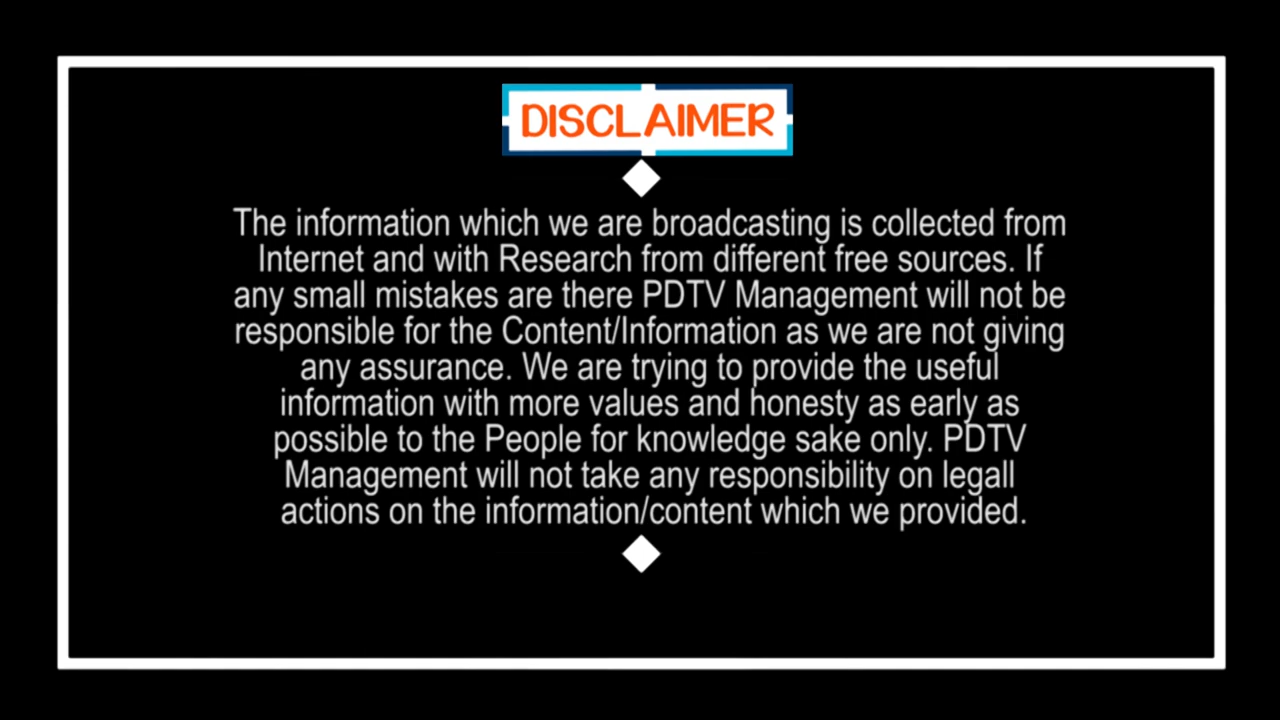 DISCLAIMER
The information which we are broadcasting is collected from
Internet and with Research from different free sources. If
any small mistakes are there PDTV Management will not be
responsible for the Content/Information as we are not giving
any assurance. We are trying to provide the useful
information with more values and honesty as early as
possible to the People for knowledge sake only. PDTV
Management will not take any responsibility on legall
actions on the information/content which we provided.